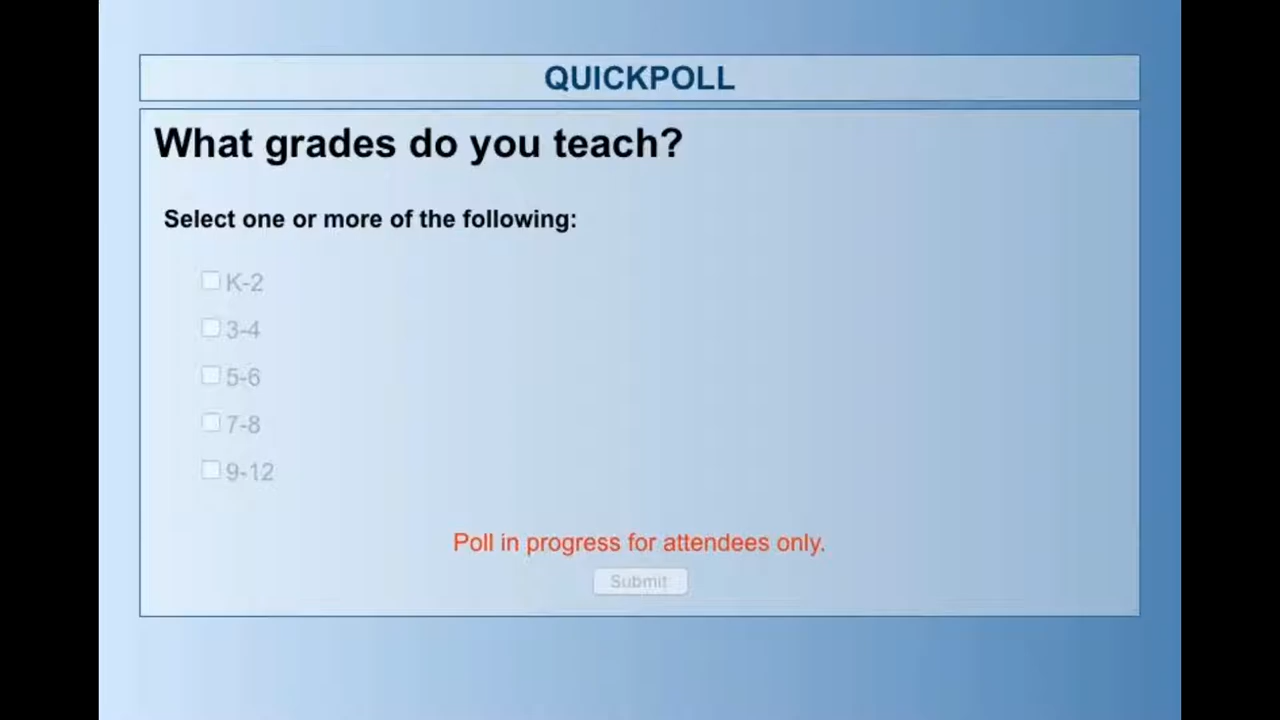 QUICKPOLL
What grades do you teach?
Select one or more of the following:
K-2
3-4
5-6
7-8
9-12
Poll in progress for attendees only.
Submit